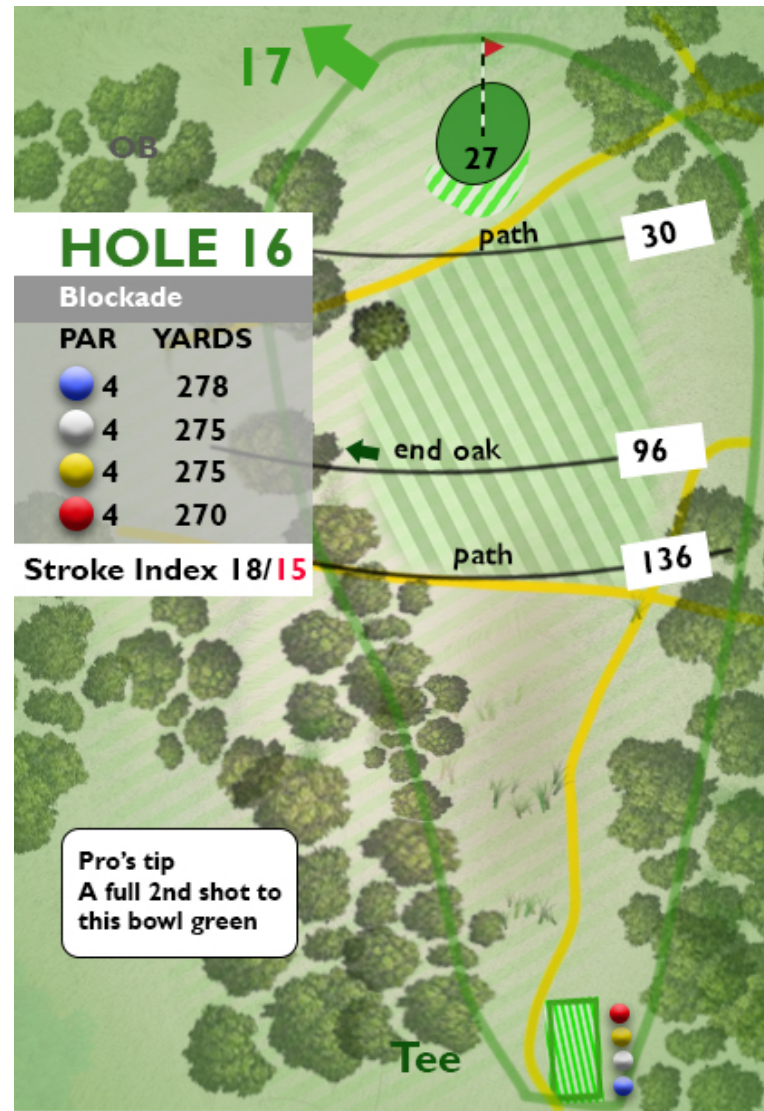 17
OB
27
HOLE 16
Blockade
PAR YARDS
4 278
4 275
4 275
4 270
Stroke Index 18/15
path
30
end oak
96
path
136
Pro's tip
A full 2nd shot to
this bowl green
Tee